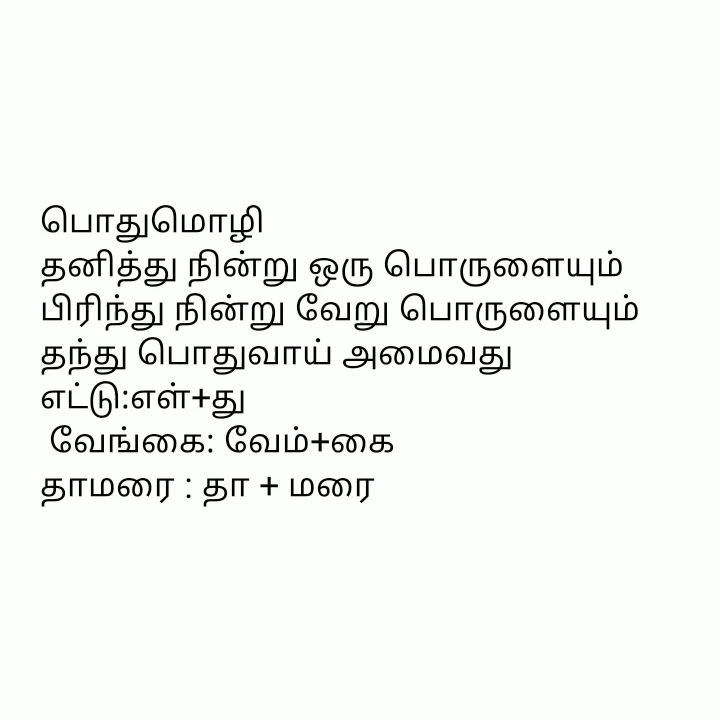 பொதுமொழி
தனித்து நின்று ஒரு பொருளையும்
பிரிந்து நின்று வேறு பொருளையும்
தந்து பொதுவாய் அமைவது
எட்டு:எள்+து
வேங்கை: வேம்+கை
தாமரை : தா + மரை